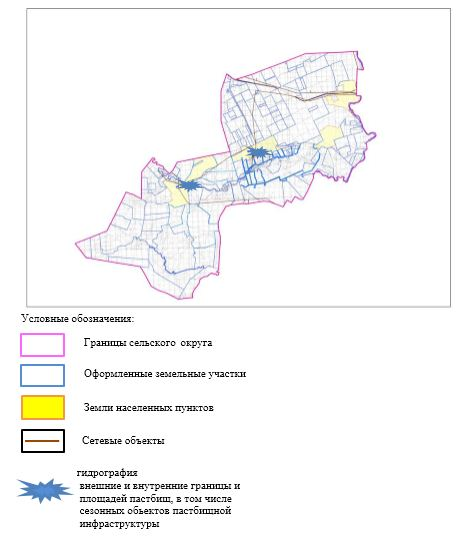 Условные обозначения:
Границы сельского округа
Оформленные земельные участки
Земли населенных пунктов
Сетевые объекты
гидрография
внешние и внутренние границы и
площадей пастбищ, в том числе
сезонных обьектов пастбищной
инфраструктуры